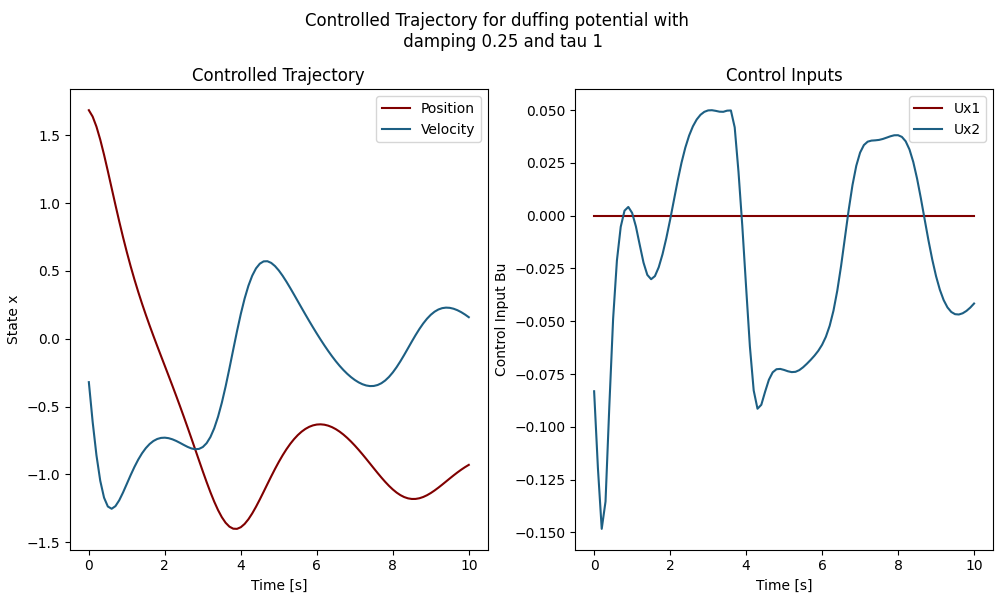 Controlled Trajectory for duffing potential with
damping 0.25 and tau 1
Controlled Trajectory
Position
Velocity
State x
1.5
1.0
0.5
0.0
−0.5
−1.0
−1.5
0 2 4 6 8 10
Time [s]
Control Inputs
Ux1
Ux2
Control Input Bu
0.050
0.025
0.000
−0.025
−0.050
−0.075
−0.100
−0.125
−0.150
0 2 4 6 8 10
Time [s]